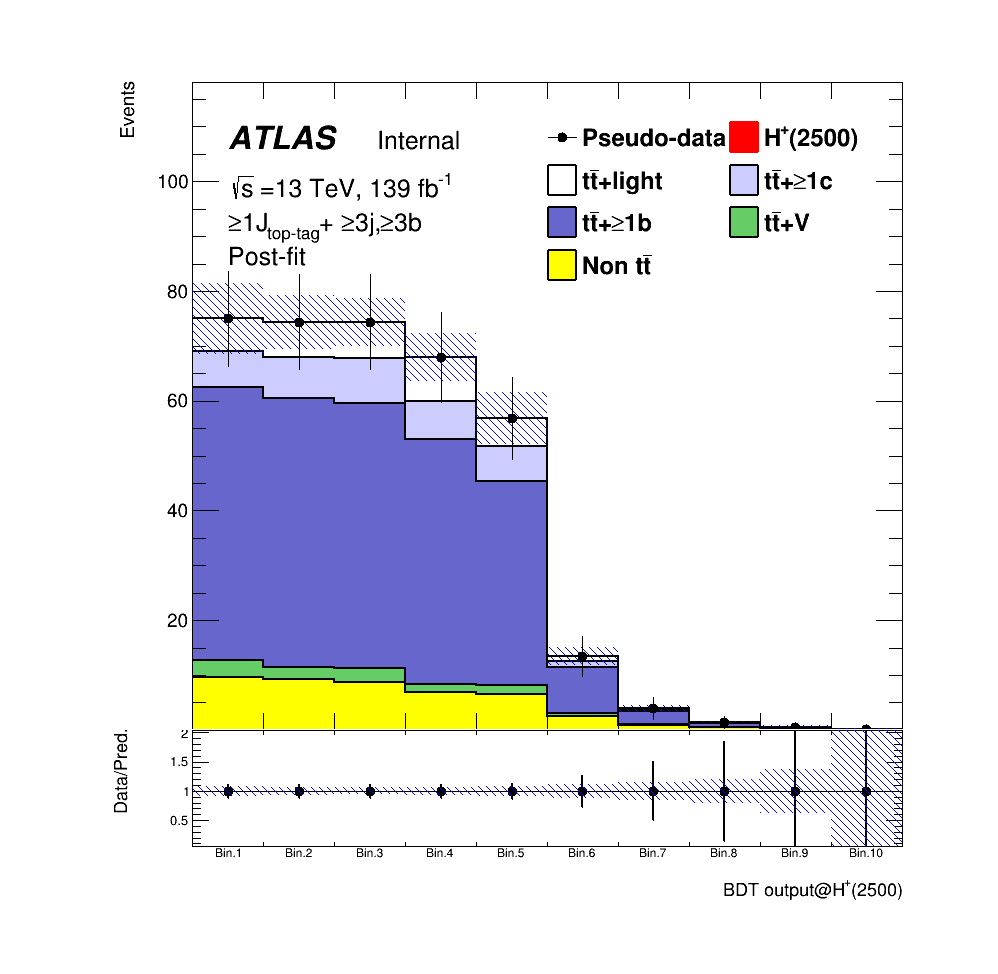 Events
ATLAS Internal
√s =13 TeV, 139 fb⁻¹
≥1J_top-tag+ ≥3j,≥3b
Post-fit
Pseudo-data
H⁺(2500)
tt̄+light
tt̄+≥1c
tt̄+≥1b
tt̄+V
Non tt̄
100
80
60
40
20
Data/Pred.
2
1.5
1
0.5
Bin.1 Bin.2 Bin.3 Bin.4 Bin.5 Bin.6 Bin.7 Bin.8 Bin.9 Bin.10
BDT output@H⁺(2500)